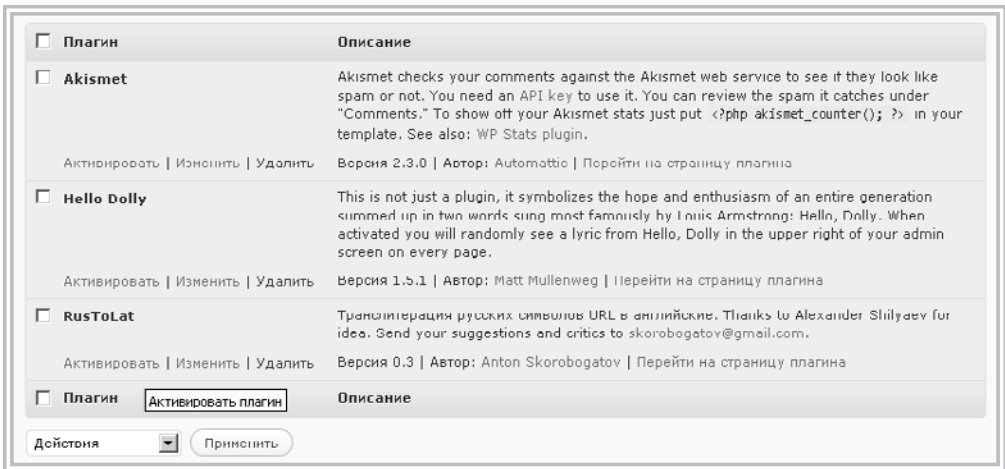 Плагин Описание
Akismet Akismet checks your comments against the Akismet web service to see if they look like
spam or not. You need an API key to use it. You can review the spam it catches under
"Comments." To show off your Akismet stats just put <?php akismet_counter(); ?> in your
template. See also: WP Stats plugin.
Активировать | Изменить | Удалить Версия 2.3.0 | Автор: Automattic | Перейти на страницу плагина
Hello Dolly This is not just a plugin, it symbolizes the hope and enthusiasm of an entire generation
summed up in two words sung most famously by Louis Armstrong: Hello, Dolly. When
activated you will randomly see a lyric from Hello, Dolly in the upper right of your admin
screen on every page.
Активировать | Изменить | Удалить Версия 1.5.1 | Автор: Matt Mullenweg | Перейти на страницу плагина
RusToLat Транслитерация русских символов URL в английские. Thanks to Alexander Shilyaev for
idea. Send your suggestions and critics to skorobogatov@gmail.com.
Активировать | Изменить | Удалить Версия 0.3 | Автор: Anton Skorobogatov | Перейти на страницу плагина
Плагин Активировать плагин Описание
Действия Применить